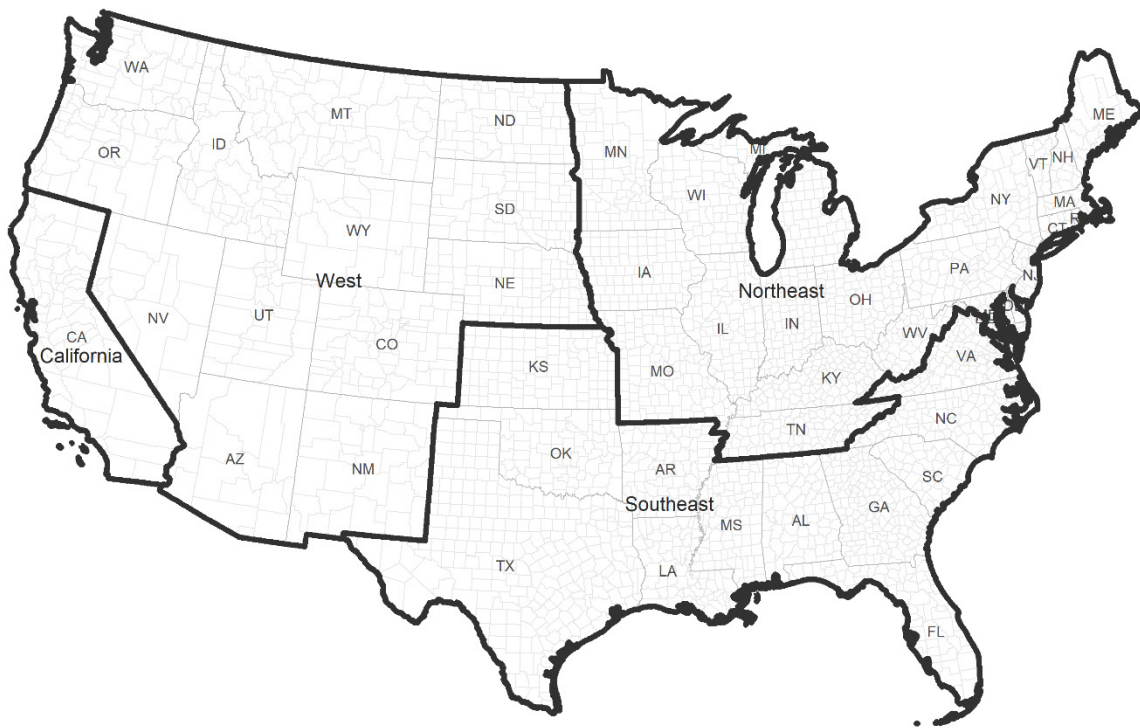 WA
MT
ND
MN
MI
ME
OR
ID
VT
NH
WI
NY
MA
SD
WY
CT
IA
PA
West
NE
Northeast
OH
NV
UT
IL
IN
WV
CA
CO
California
VA
KS
MO
KY
NC
TN
AZ
NM
OK
AR
SC
Southeast
GA
MS
AL
TX
LA
FL